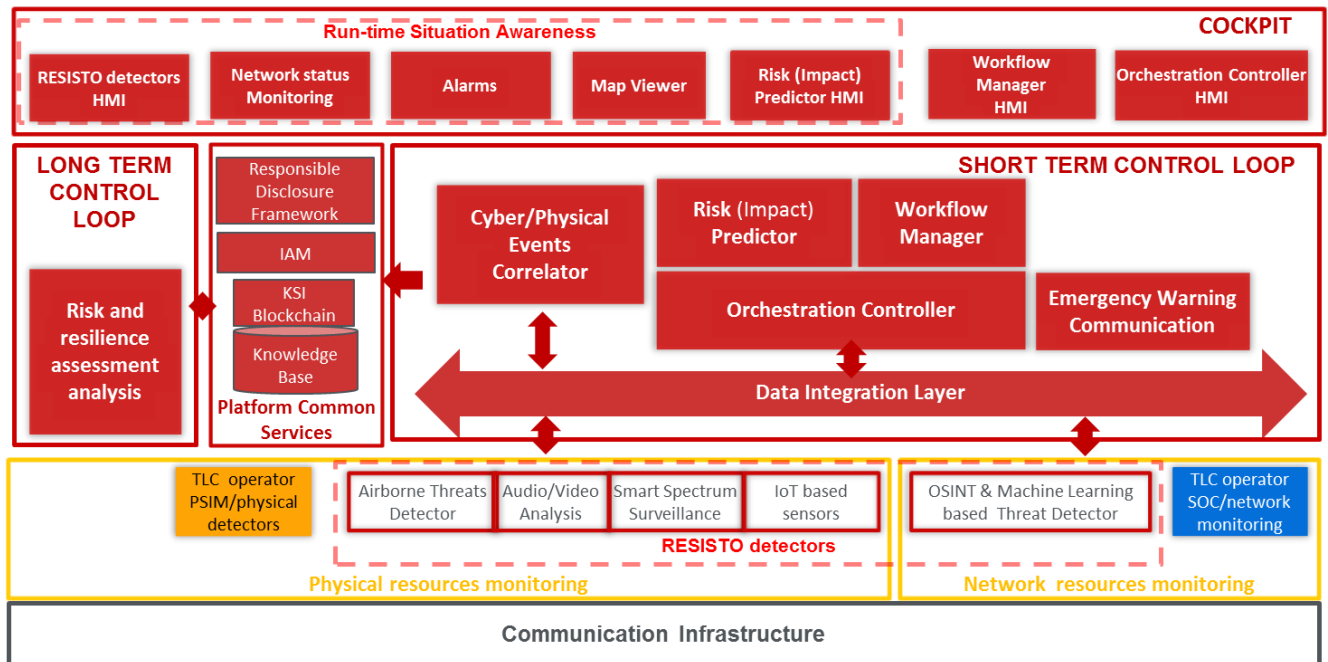 Run-time Situation Awareness
COCKPIT
RESISTO detectors
HMI
Network status
Monitoring
Alarms
Map Viewer
Risk (Impact)
Predictor HMI
Workflow
Manager
HMI
Orchestration Controller
HMI
LONG TERM
CONTROL
LOOP
Risk and
resilience
assessment
analysis
Responsible
Disclosure
Framework
IAM
KSI
Blockchain
Knowledge
Base
Platform Common
Services
SHORT TERM CONTROL LOOP
Cyber/Physical
Events
Correlator
Risk (Impact)
Predictor
Workflow
Manager
Orchestration Controller
Emergency Warning
Communication
Data Integration Layer
TLC operator
PSIM/physical
detectors
Airborne Threats
Detector
Audio/Video
Analysis
Smart Spectrum
Surveillance
IoT based
sensors
OSINT & Machine Learning
based Threat Detector
TLC operator
SOC/network
monitoring
RESISTO detectors
Physical resources monitoring
Network resources monitoring
Communication Infrastructure